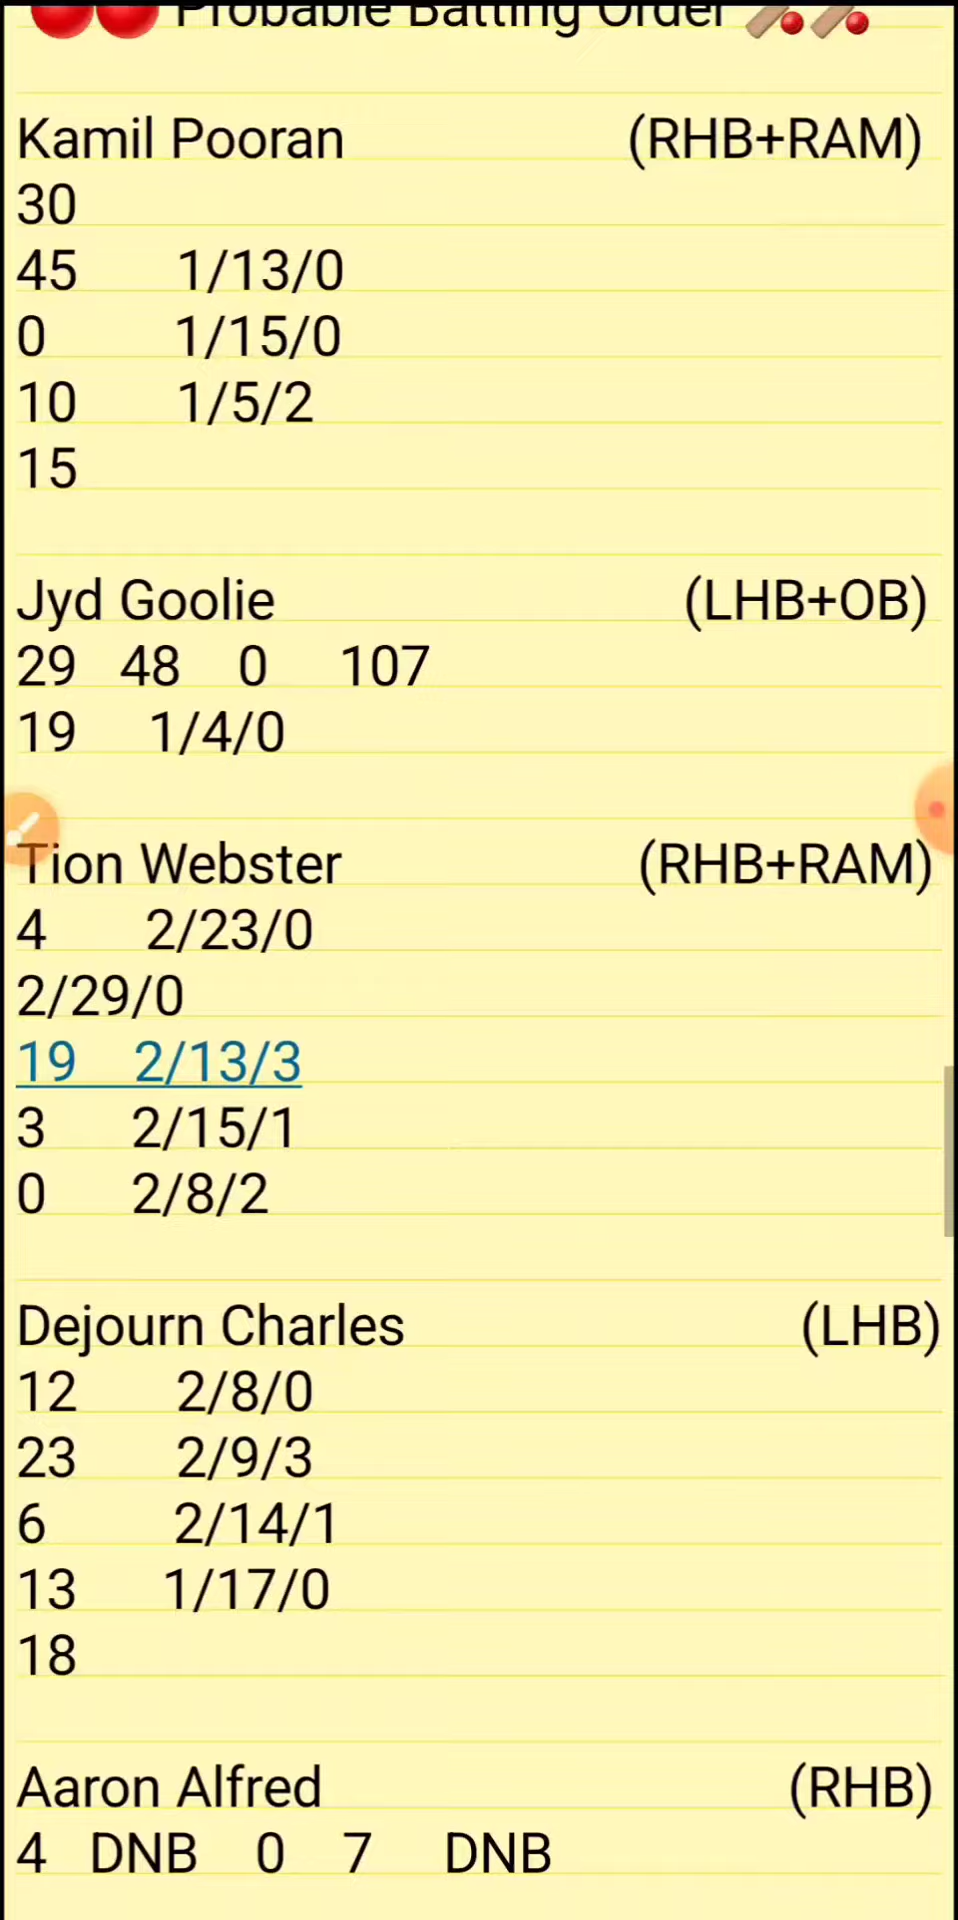 Probable Batting Order
Kamil Pooran (RHB+RAM)
30
45 1/13/0
0 1/15/0
10 1/5/2
15
Jyd Goolie (LHB+OB)
29 48 0 107
19 1/4/0
Tion Webster (RHB+RAM)
4 2/23/0
2/29/0
19 2/13/3
3 2/15/1
0 2/8/2
Dejourn Charles (LHB)
12 2/8/0
23 2/9/3
6 2/14/1
13 1/17/0
18
Aaron Alfred (RHB)
4 DNB 0 7 DNB